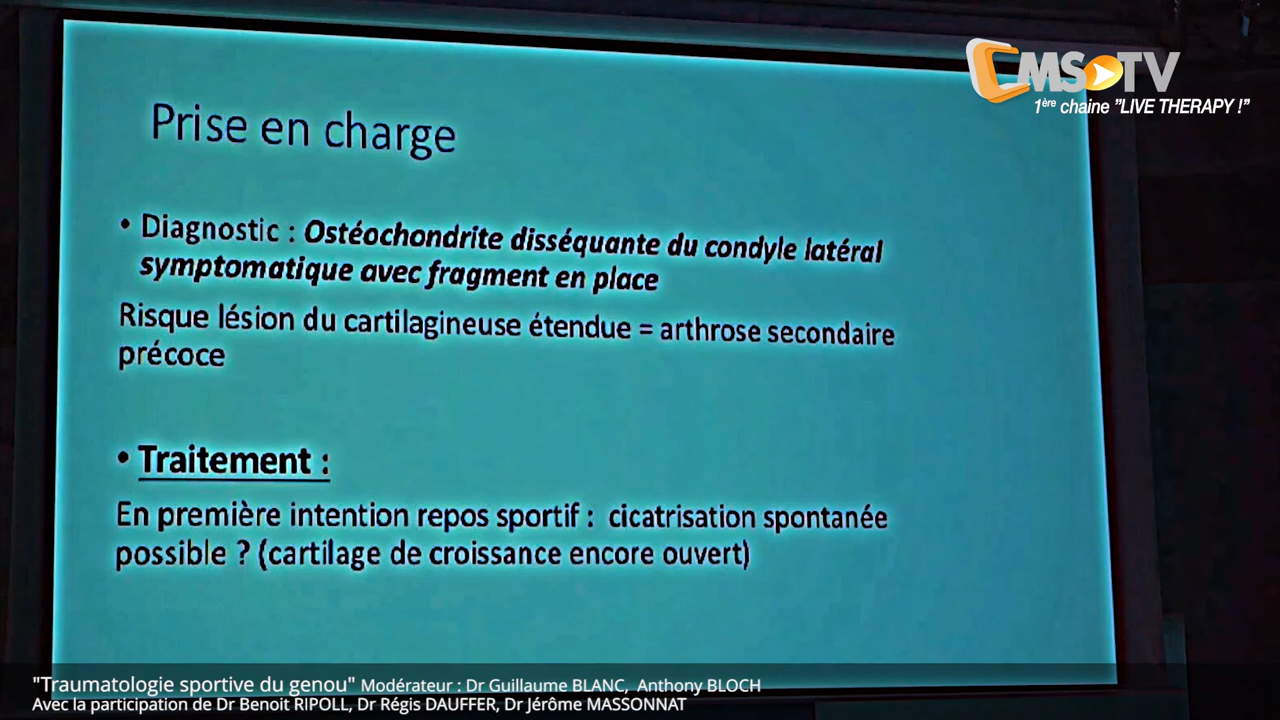 CMS TV
1ère chaine "LIVE THERAPY !"
Prise en charge
• Diagnostic : Ostéochondrite disséquante du condyle latéral
symptomatique avec fragment en place
Risque lésion du cartilagineuse étendue = arthrose secondaire
précoce
• Traitement :
En première intention repos sportif : cicatrisation spontanée
possible ? (cartilage de croissance encore ouvert)
"Traumatologie sportive du genou" Modérateur : Dr Guillaume BLANC, Anthony BLOCH
Avec la participation de Dr Benoit RIPOLL, Dr Régis DAUFFER, Dr Jérôme MASSONNAT